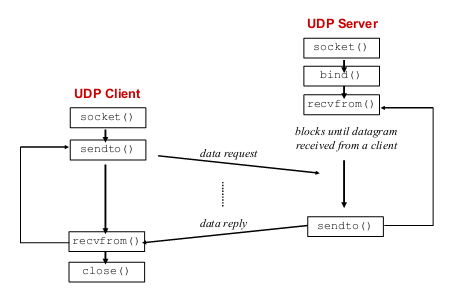 UDP Server
socket()
bind()
recvfrom()
blocks until datagram
received from a client
UDP Client
socket()
sendto()
data request
data reply
sendto()
recvfrom()
close()